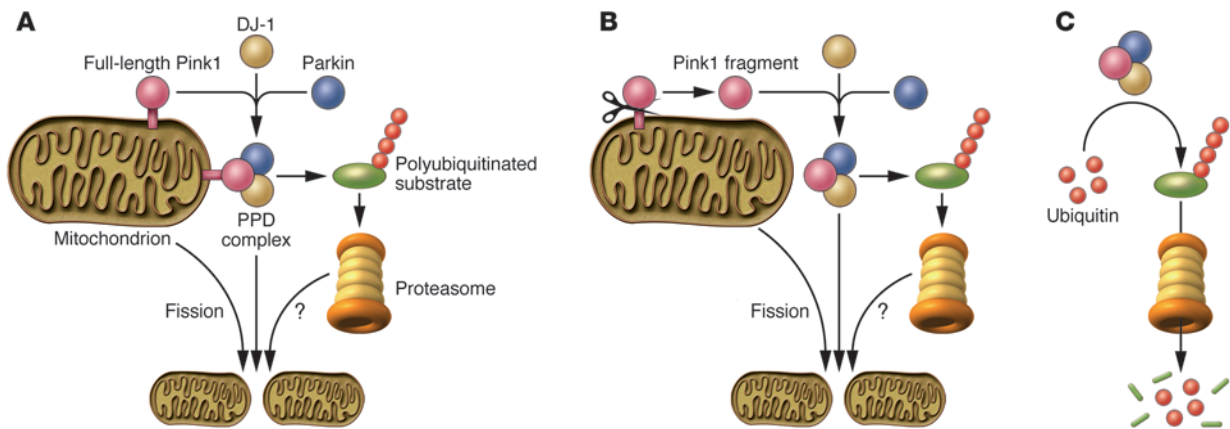 A
DJ-1
Full-length Pink1
Parkin
Polyubiquitinated
substrate
PPD
complex
Mitochondrion
Proteasome
Fission
?
B
Pink1 fragment
Fission
?
C
Ubiquitin